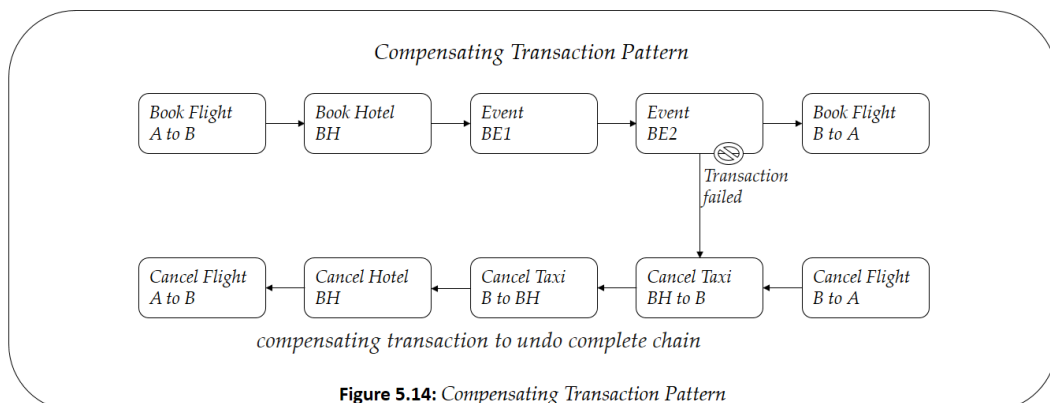 Compensating Transaction Pattern
Book Flight
A to B
Book Hotel
BH
Event
BE1
Event
BE2
Book Flight
B to A
Transaction
failed
Cancel Flight
A to B
Cancel Hotel
BH
Cancel Taxi
B to BH
Cancel Taxi
BH to B
Cancel Flight
B to A
compensating transaction to undo complete chain
Figure 5.14: Compensating Transaction Pattern